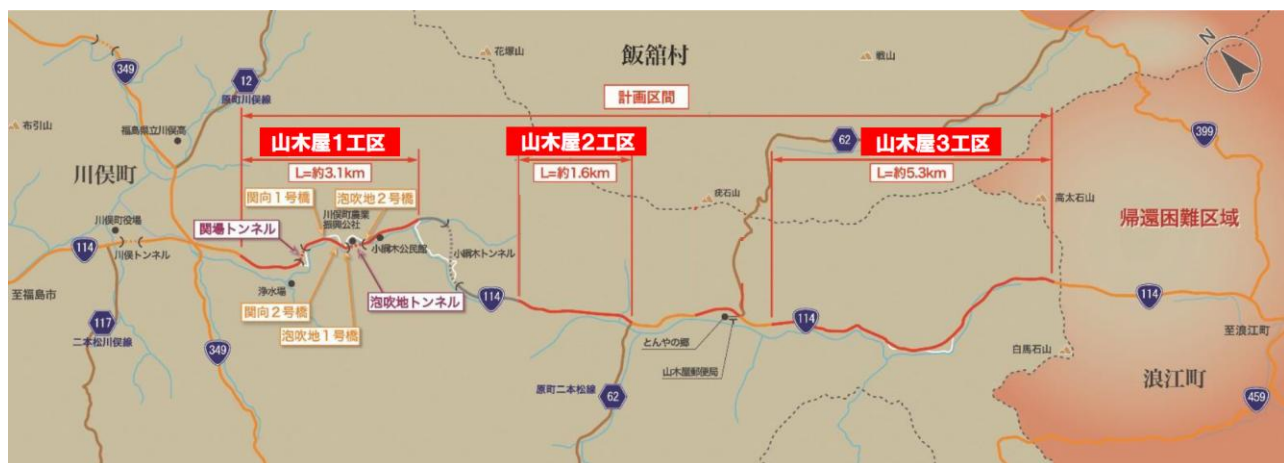 飯舘村
花塚山
戦山
N
349
12
原町川俣線
計画区間
399
布引山
福島県立川俣高
山木屋1工区
山木屋2工区
62
山木屋3工区
L=約3.1km
L=約1.6km
L=約5.3km
川俣町
関向1号橋
泡吹地2号橋
疣石山
高太石山
川俣町農業
振興公社
帰還困難区域
川俣町役場
関場トンネル
小綱木公民館
小綱木トンネル
114
川俣トンネル
至福島市
浄水場
関向2号橋
泡吹地トンネル
114
114
114
泡吹地1号橋
117
二本松川俣線
349
とんやの郷
山木屋郵便局
白馬石山
至浪江町
原町二本松線
62
浪江町
459